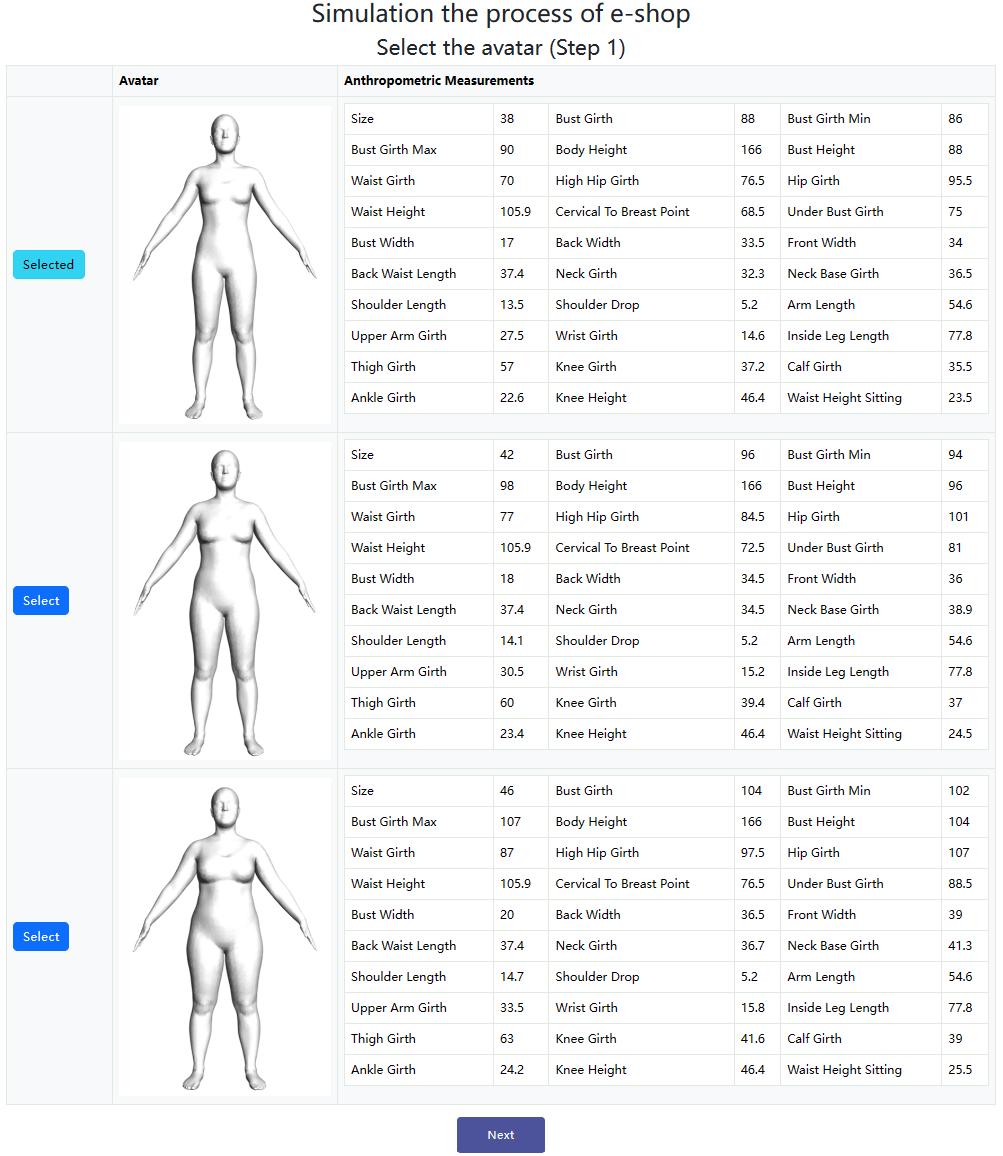 Simulation the process of e-shop
Select the avatar (Step 1)
Avatar Anthropometric Measurements
Size 38 Bust Girth 88 Bust Girth Min 86
Bust Girth Max 90 Body Height 166 Bust Height 88
Waist Girth 70 High Hip Girth 76.5 Hip Girth 95.5
Waist Height 105.9 Cervical To Breast Point 68.5 Under Bust Girth 75
Bust Width 17 Back Width 33.5 Front Width 34
Selected
Back Waist Length 37.4 Neck Girth 32.3 Neck Base Girth 36.5
Shoulder Length 13.5 Shoulder Drop 5.2 Arm Length 54.6
Upper Arm Girth 27.5 Wrist Girth 14.6 Inside Leg Length 77.8
Thigh Girth 57 Knee Girth 37.2 Calf Girth 35.5
Ankle Girth 22.6 Knee Height 46.4 Waist Height Sitting 23.5
Size 42 Bust Girth 96 Bust Girth Min 94
Bust Girth Max 98 Body Height 166 Bust Height 96
Waist Girth 77 High Hip Girth 84.5 Hip Girth 101
Waist Height 105.9 Cervical To Breast Point 72.5 Under Bust Girth 81
Bust Width 18 Back Width 34.5 Front Width 36
Select
Back Waist Length 37.4 Neck Girth 34.5 Neck Base Girth 38.9
Shoulder Length 14.1 Shoulder Drop 5.2 Arm Length 54.6
Upper Arm Girth 30.5 Wrist Girth 15.2 Inside Leg Length 77.8
Thigh Girth 60 Knee Girth 39.4 Calf Girth 37
Ankle Girth 23.4 Knee Height 46.4 Waist Height Sitting 24.5
Size 46 Bust Girth 104 Bust Girth Min 102
Bust Girth Max 107 Body Height 166 Bust Height 104
Waist Girth 87 High Hip Girth 97.5 Hip Girth 107
Waist Height 105.9 Cervical To Breast Point 76.5 Under Bust Girth 88.5
Bust Width 20 Back Width 36.5 Front Width 39
Select
Back Waist Length 37.4 Neck Girth 36.7 Neck Base Girth 41.3
Shoulder Length 14.7 Shoulder Drop 5.2 Arm Length 54.6
Upper Arm Girth 33.5 Wrist Girth 15.8 Inside Leg Length 77.8
Thigh Girth 63 Knee Girth 41.6 Calf Girth 39
Ankle Girth 24.2 Knee Height 46.4 Waist Height Sitting 25.5
Next